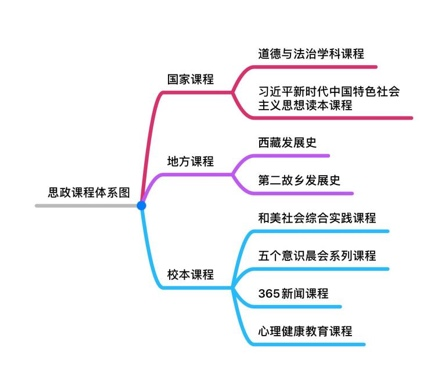 思政课程体系图
国家课程
道德与法治学科课程
习近平新时代中国特色社会
主义思想读本课程
地方课程
西藏发展史
第二故乡发展史
校本课程
和美社会综合实践课程
五个意识晨会系列课程
365新闻课程
心理健康教育课程